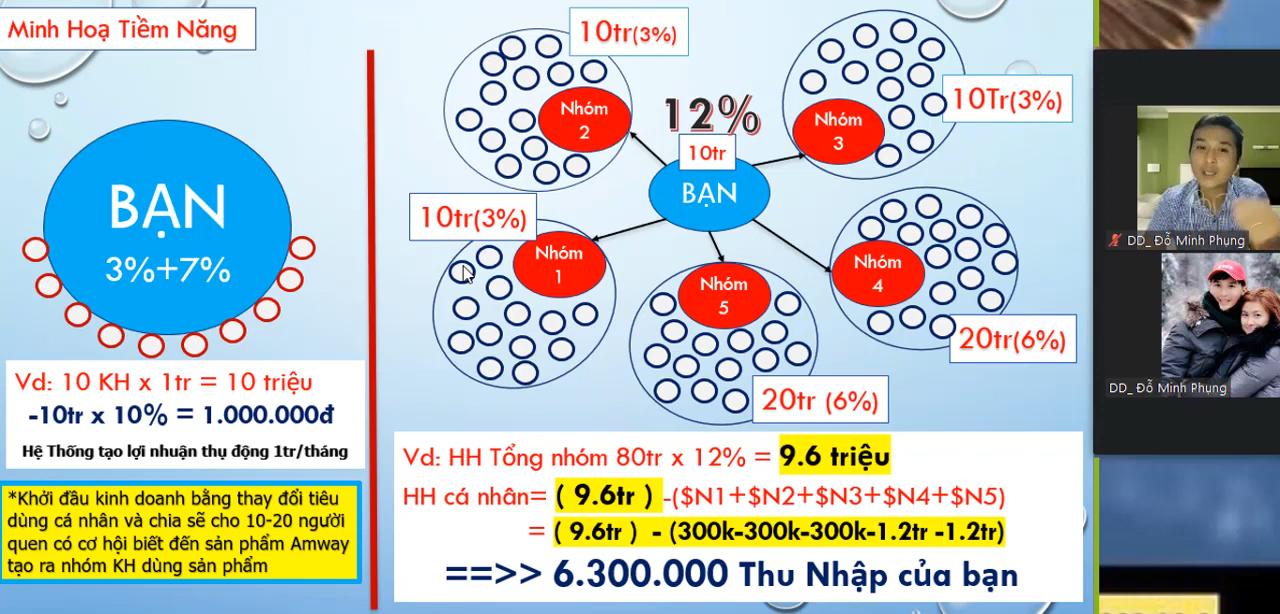 Minh Hoạ Tiềm Năng
BẠN
3%+7%
Vd: 10 KH x 1tr = 10 triệu
-10tr x 10% = 1.000.000đ
Hệ Thống tạo lợi nhuận thụ động 1tr/tháng
*Khởi đầu kinh doanh bằng thay đổi tiêu
dùng cá nhân và chia sẽ cho 10-20 người
quen có cơ hội biết đến sản phẩm Amway
tạo ra nhóm KH dùng sản phẩm
10tr(3%)
Nhóm
2
12%
10tr
BẠN
10Tr(3%)
Nhóm
3
10tr(3%)
Nhóm
1
Nhóm
5
20tr (6%)
Nhóm
4
20tr(6%)
Vd: HH Tổng nhóm 80tr x 12% = 9.6 triệu
HH cá nhân= ( 9.6tr ) -($N1+$N2+$N3+$N4+$N5)
= ( 9.6tr ) - (300k-300k-300k-1.2tr -1.2tr)
==>> 6.300.000 Thu Nhập của bạn
DD_ Đỗ Minh Phụng
DD_ Đỗ Minh Phụng